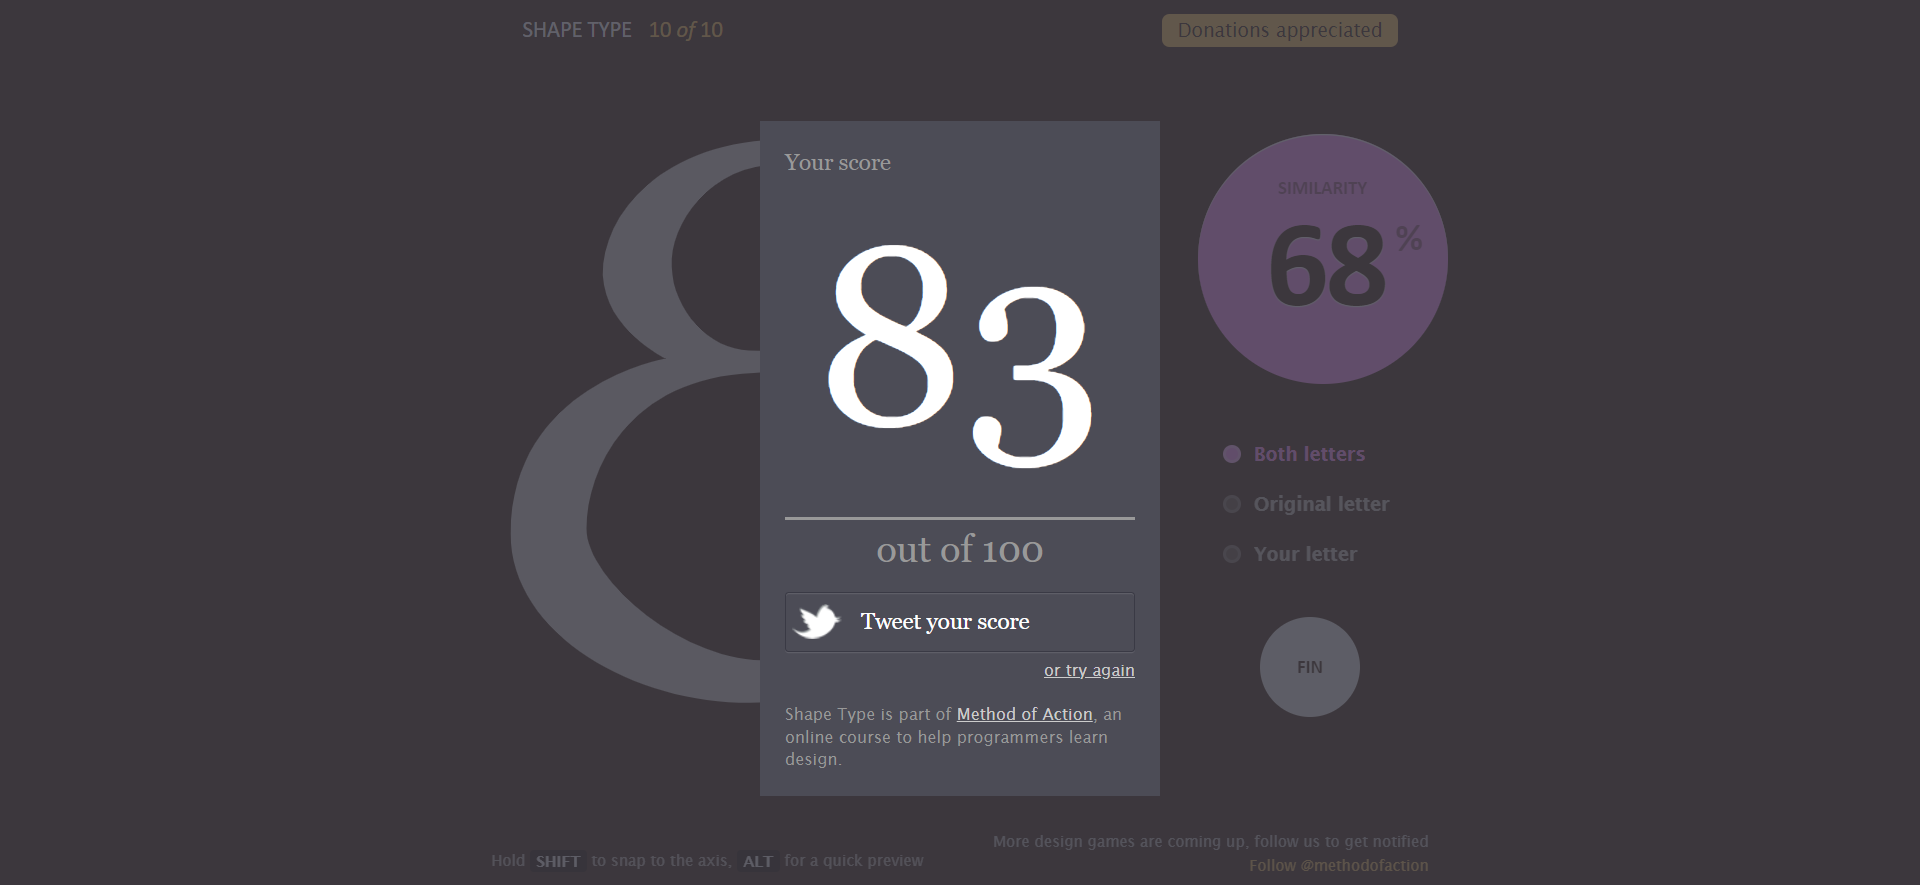 SHAPE TYPE 10 of 10
Donations appreciated
Your score
83
out of 100
Tweet your score
or try again
Shape Type is part of Method of Action, an
online course to help programmers learn
design.
SIMILARITY
68 %
Both letters
Original letter
Your letter
FIN
Hold SHIFT to snap to the axis, ALT for a quick preview
More design games are coming up, follow us to get notified
Follow @methodofaction